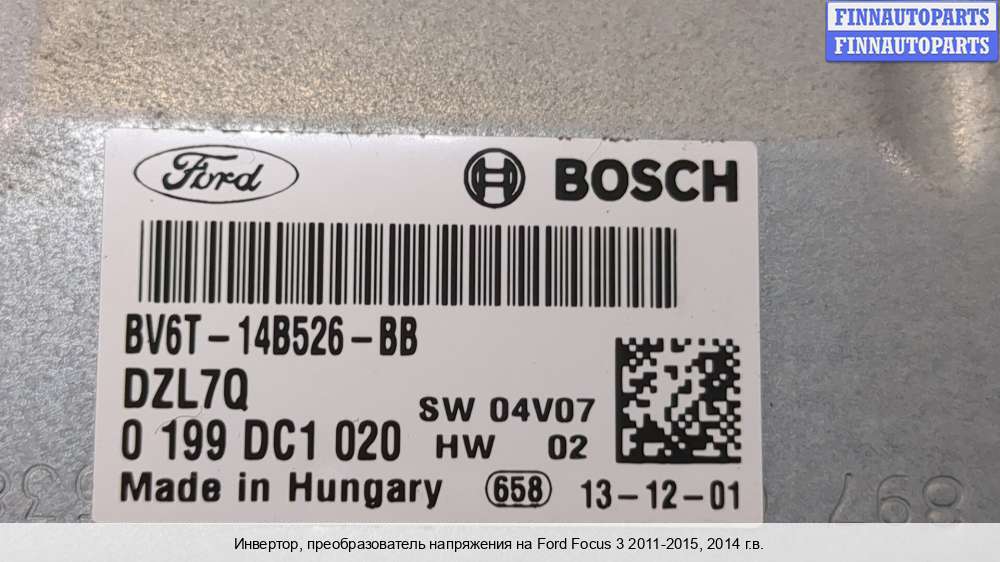 FINNAUTOPARTS
FINNAUTOPARTS
Ford BOSCH
BV6T-14B526-BB
DZL7Q
SW 04V07
0 199 DC1 020 HW 02
Made in Hungary 658 13-12-01
Инвертор, преобразователь напряжения на Ford Focus 3 2011-2015, 2014 г.в.